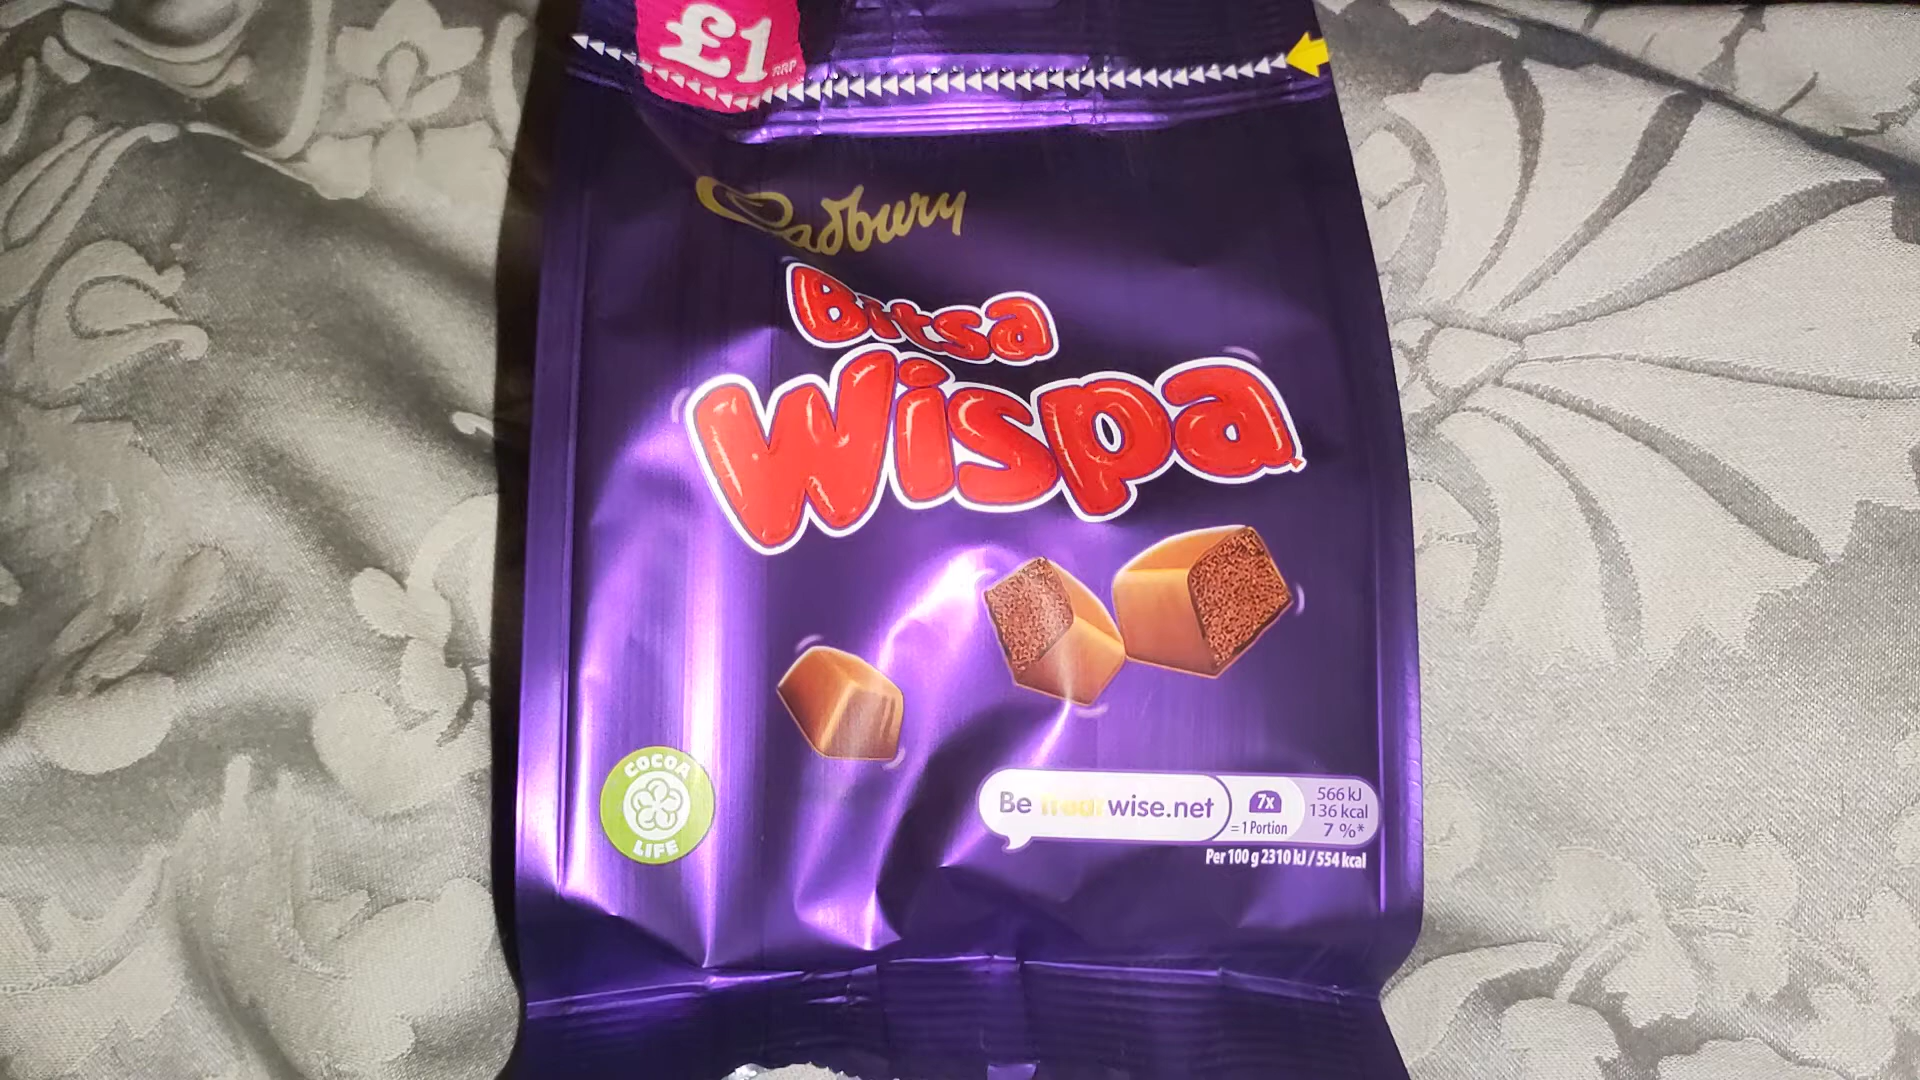 £1
RRP
Cadbury
Bitsa
Wispa
COCOA
LIFE
Be treatwise.net
7x
= 1 Portion
566 kJ
136 kcal
7 %*
Per 100 g 2310 kJ / 554 kcal